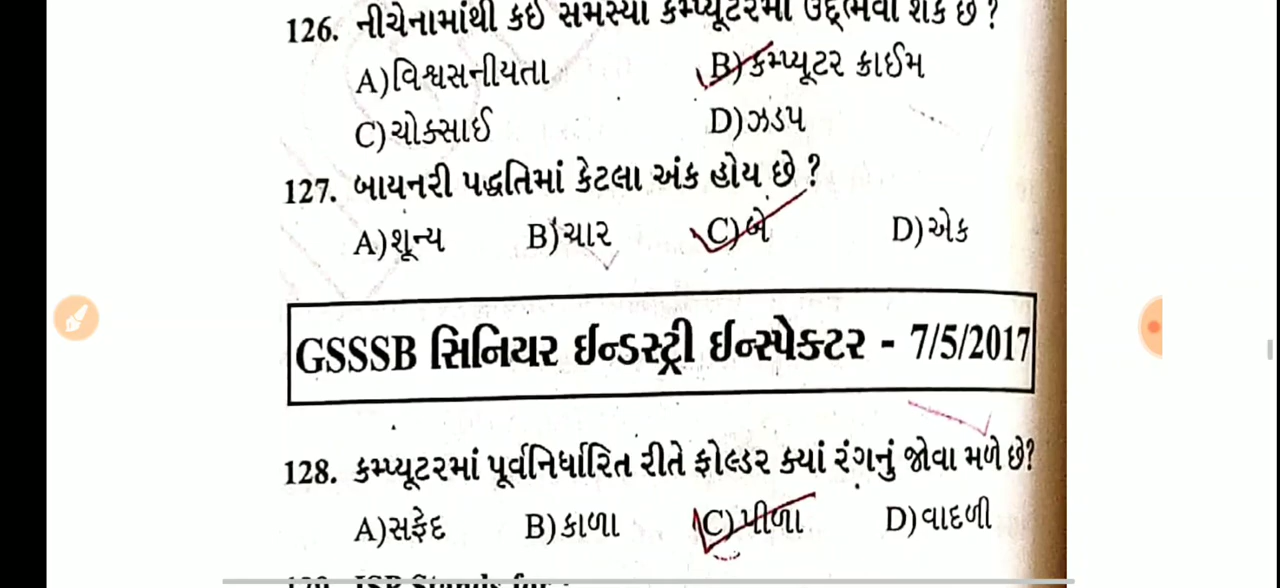 126. નીચેનામાંથી કઈ સમસ્યા કમ્પ્યૂટરમાં ઉદ્દ્ભવી શકે છે ?
A)વિશ્વસનીયતા B)કમ્પ્યૂટર ક્રાઈમ
C)ચોક્સાઈ D)ઝડપ
127. બાયનરી પદ્ધતિમાં કેટલા અંક હોય છે ?
A)શૂન્ય B)ચાર C)બે D)એક
GSSSB સિનિયર ઈન્ડસ્ટ્રી ઈન્સ્પેક્ટર - 7/5/2017
128. કમ્પ્યૂટરમાં પૂર્વનિર્ધારિત રીતે ફોલ્ડર ક્યાં રંગનું જોવા મળે છે?
A)સફેદ B)કાળા C)પીળા D)વાદળી